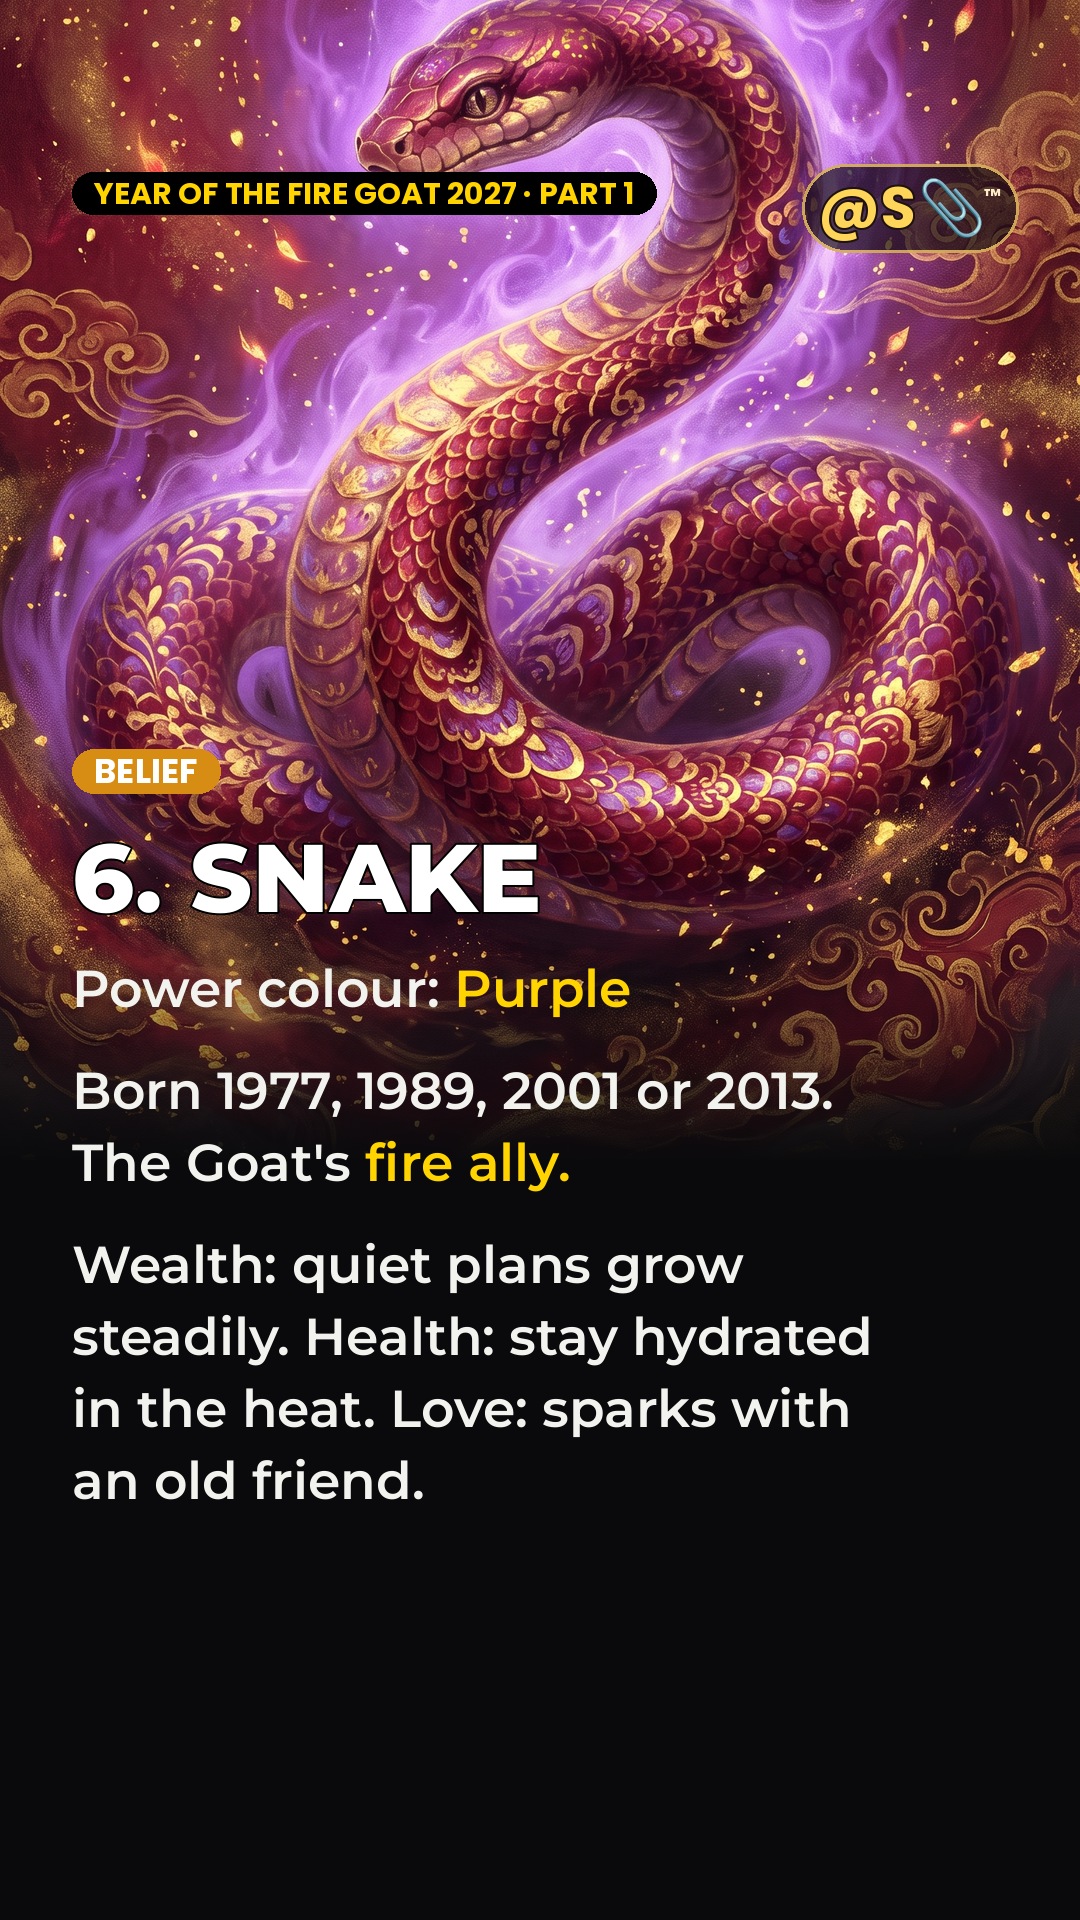 YEAR OF THE FIRE GOAT 2027 · PART 1
@S📎™
BELIEF
6. SNAKE
Power colour: Purple
Born 1977, 1989, 2001 or 2013.
The Goat's fire ally.
Wealth: quiet plans grow
steadily. Health: stay hydrated
in the heat. Love: sparks with
an old friend.